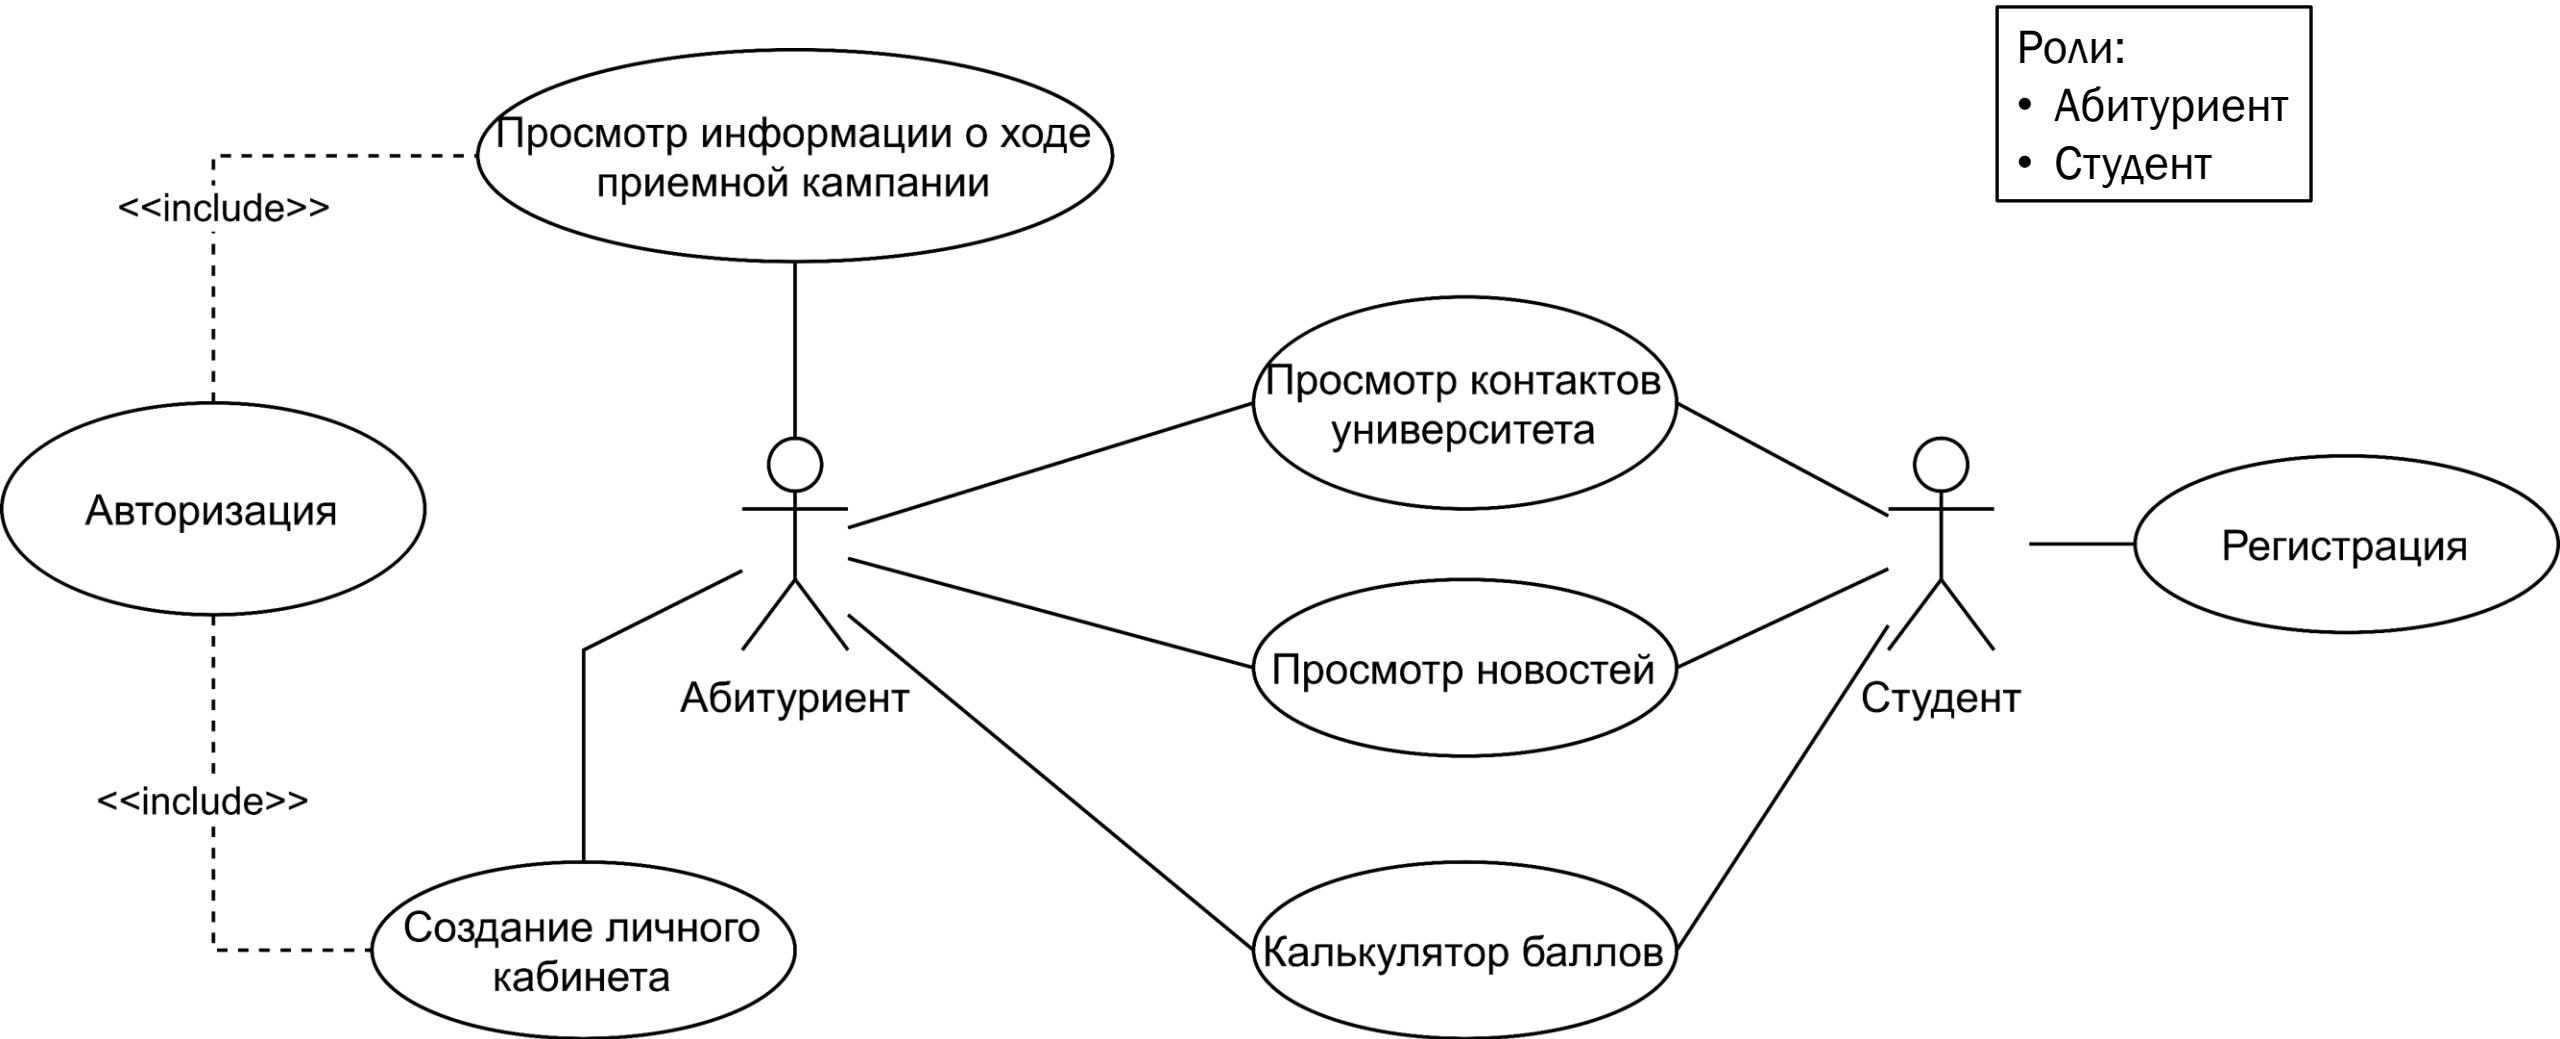 Роли:
• Абитуриент
• Студент
Просмотр информации о ходе
приемной кампании
<<include>>
Просмотр контактов
университета
Авторизация
Регистрация
Просмотр новостей
Абитуриент
Студент
<<include>>
Создание личного
кабинета
Калькулятор баллов